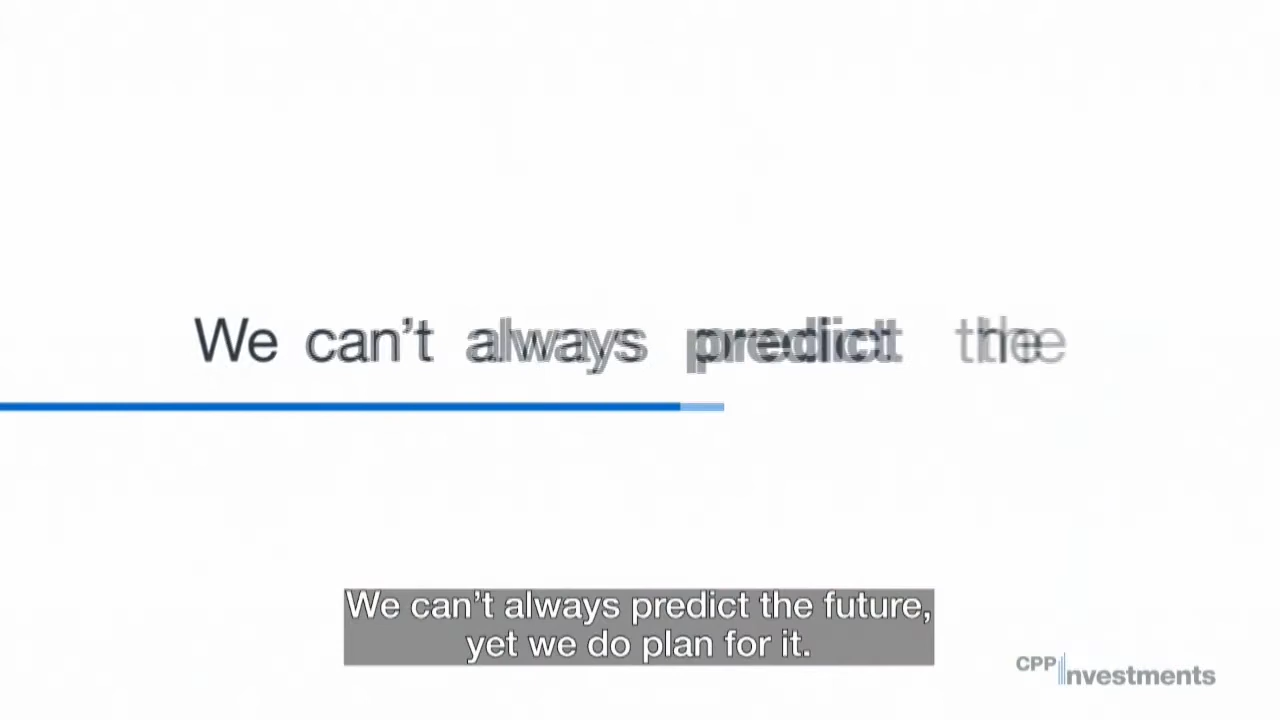 We can't always predict the
We can't always predict the future,
yet we do plan for it.
CPP
Investments